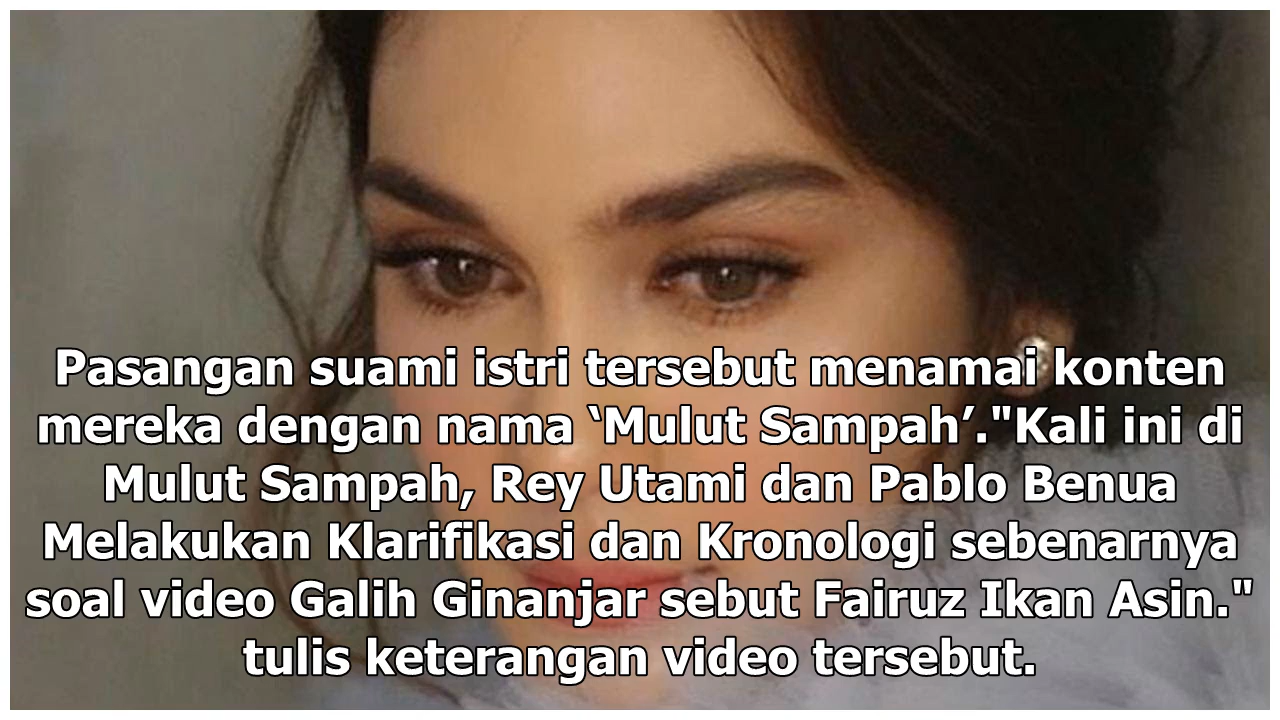 Pasangan suami istri tersebut menamai konten
mereka dengan nama ‘Mulut Sampah’."Kali ini di
Mulut Sampah, Rey Utami dan Pablo Benua
Melakukan Klarifikasi dan Kronologi sebenarnya
soal video Galih Ginanjar sebut Fairuz Ikan Asin."
tulis keterangan video tersebut.